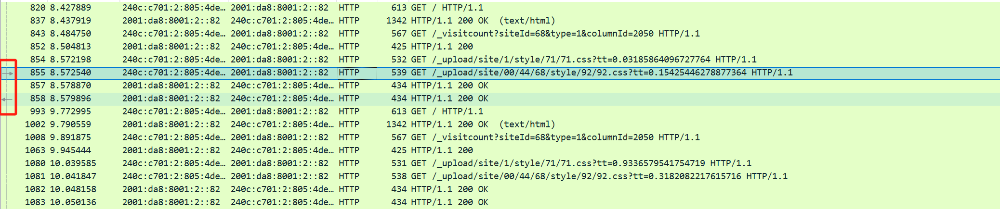 820 8.427889 240c:c701:2:805:4de… 2001:da8:8001:2::82 HTTP 613 GET / HTTP/1.1
837 8.437919 2001:da8:8001:2::82 240c:c701:2:805:4de… HTTP 1342 HTTP/1.1 200 OK (text/html)
843 8.484750 240c:c701:2:805:4de… 2001:da8:8001:2::82 HTTP 567 GET /_visitcount?siteId=68&type=1&columnId=2050 HTTP/1.1
852 8.504813 2001:da8:8001:2::82 240c:c701:2:805:4de… HTTP 425 HTTP/1.1 200
854 8.572198 240c:c701:2:805:4de… 2001:da8:8001:2::82 HTTP 532 GET /_upload/site/1/style/71/71.css?tt=0.03185864096727764 HTTP/1.1
855 8.572540 240c:c701:2:805:4de… 2001:da8:8001:2::82 HTTP 539 GET /_upload/site/00/44/68/style/92/92.css?tt=0.15425446278877364 HTTP/1.1
857 8.578870 2001:da8:8001:2::82 240c:c701:2:805:4de… HTTP 434 HTTP/1.1 200 OK
858 8.579896 2001:da8:8001:2::82 240c:c701:2:805:4de… HTTP 434 HTTP/1.1 200 OK
993 9.772995 240c:c701:2:805:4de… 2001:da8:8001:2::82 HTTP 613 GET / HTTP/1.1
1002 9.790559 2001:da8:8001:2::82 240c:c701:2:805:4de… HTTP 1342 HTTP/1.1 200 OK (text/html)
1008 9.891875 240c:c701:2:805:4de… 2001:da8:8001:2::82 HTTP 567 GET /_visitcount?siteId=68&type=1&columnId=2050 HTTP/1.1
1063 9.945444 2001:da8:8001:2::82 240c:c701:2:805:4de… HTTP 425 HTTP/1.1 200
1080 10.039585 240c:c701:2:805:4de… 2001:da8:8001:2::82 HTTP 531 GET /_upload/site/1/style/71/71.css?tt=0.9336579541754719 HTTP/1.1
1081 10.041847 240c:c701:2:805:4de… 2001:da8:8001:2::82 HTTP 538 GET /_upload/site/00/44/68/style/92/92.css?tt=0.3182082217615716 HTTP/1.1
1082 10.048158 2001:da8:8001:2::82 240c:c701:2:805:4de… HTTP 434 HTTP/1.1 200 OK
1083 10.050136 2001:da8:8001:2::82 240c:c701:2:805:4de… HTTP 434 HTTP/1.1 200 OK